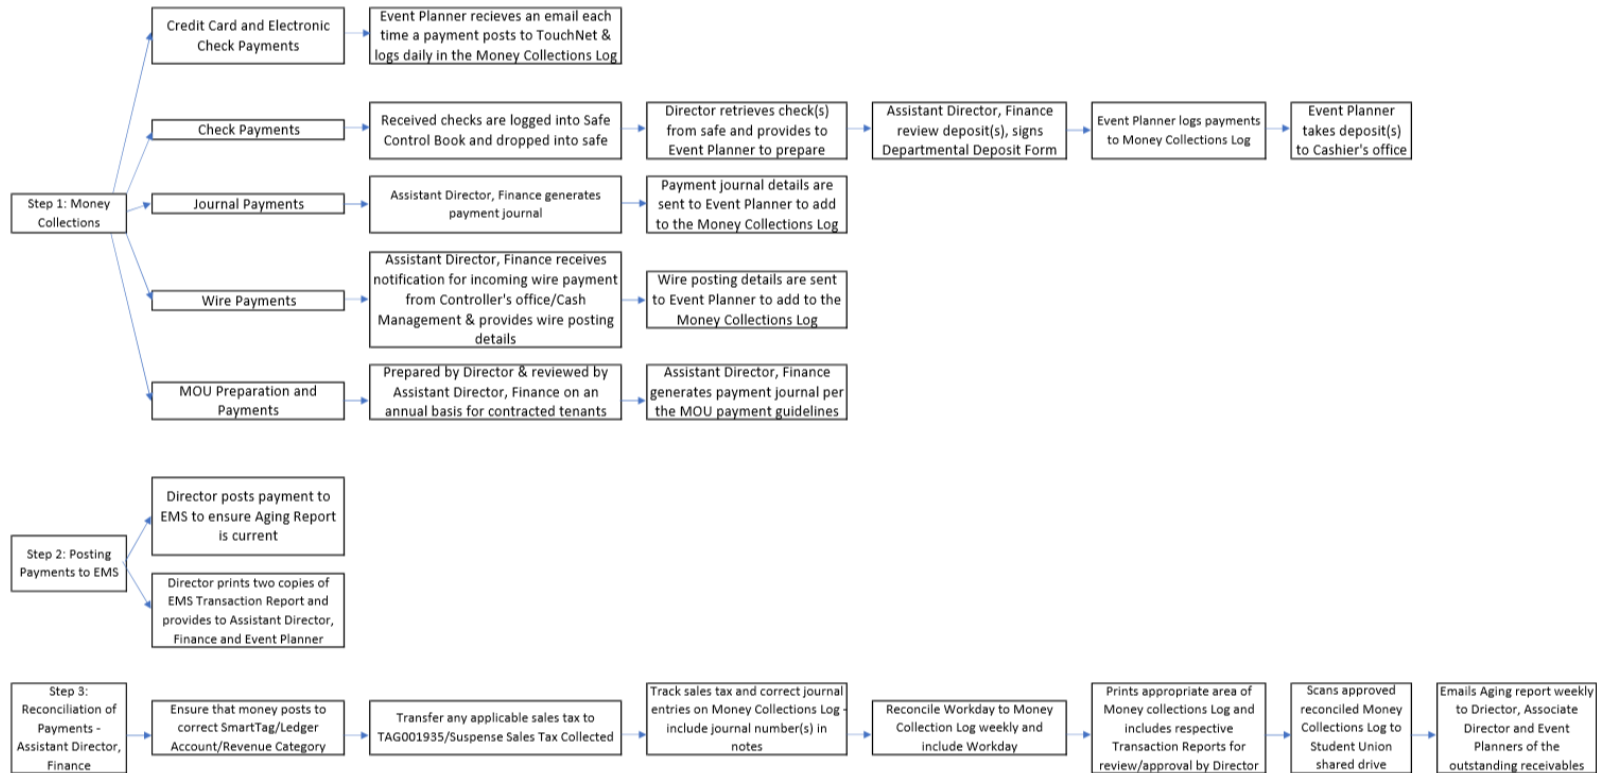 Credit Card and Electronic
Check Payments
Event Planner recieves an email each
time a payment posts to TouchNet &
logs daily in the Money Collections Log
Check Payments
Received checks are logged into Safe
Control Book and dropped into safe
Director retrieves check(s)
from safe and provides to
Event Planner to prepare
Assistant Director, Finance
review deposit(s), signs
Departmental Deposit Form
Event Planner logs payments
to Money Collections Log
Event Planner
takes deposit(s)
to Cashier's office
Step 1: Money
Collections
Journal Payments
Assistant Director, Finance generates
payment journal
Payment journal details are
sent to Event Planner to add
to the Money Collections Log
Wire Payments
Assistant Director, Finance receives
notification for incoming wire payment
from Controller's office/Cash
Management & provides wire posting
details
Wire posting details are sent
to Event Planner to add to the
Money Collections Log
MOU Preparation and
Payments
Prepared by Director & reviewed by
Assistant Director, Finance on an
annual basis for contracted tenants
Assistant Director, Finance
generates payment journal per
the MOU payment guidelines
Step 2: Posting
Payments to EMS
Director posts payment to
EMS to ensure Aging Report
is current
Director prints two copies of
EMS Transaction Report and
provides to Assistant Director,
Finance and Event Planner
Step 3:
Reconciliation of
Payments -
Assistant Director,
Finance
Ensure that money posts to
correct SmartTag/Ledger
Account/Revenue Category
Transfer any applicable sales tax to
TAG001935/Suspense Sales Tax Collected
Track sales tax and correct journal
entries on Money Collections Log -
include journal number(s) in
notes
Reconcile Workday to Money
Collection Log weekly and
include Workday
Prints appropriate area of
Money collections Log and
includes respective
Transaction Reports for
review/approval by Director
Scans approved
reconciled Money
Collections Log to
Student Union
shared drive
Emails Aging report weekly
to Driector, Associate
Director and Event
Planners of the
outstanding receivables